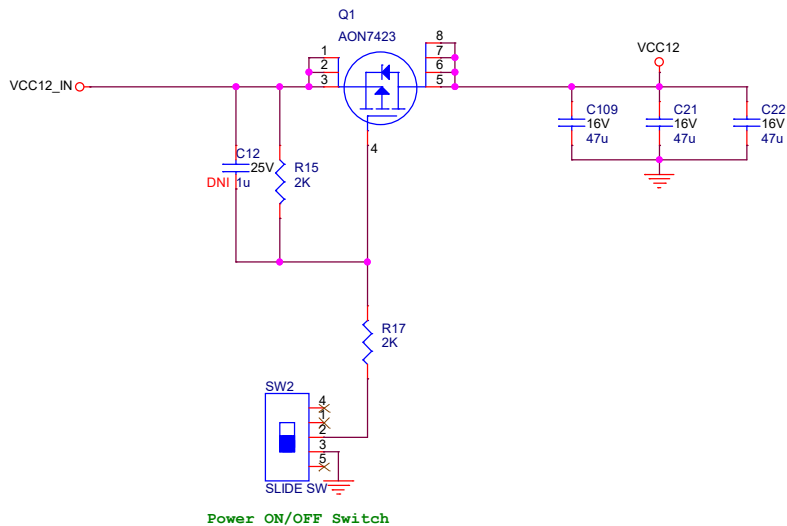 Q1
AON7423
VCC12_IN
1
2
3
8
7
6
5
4
VCC12
C109
16V
47u
C21
16V
47u
C22
16V
47u
C12
25V
DNI 1u
R15
2K
R17
2K
SW2
4
1
2
3
5
SLIDE SW
Power ON/OFF Switch